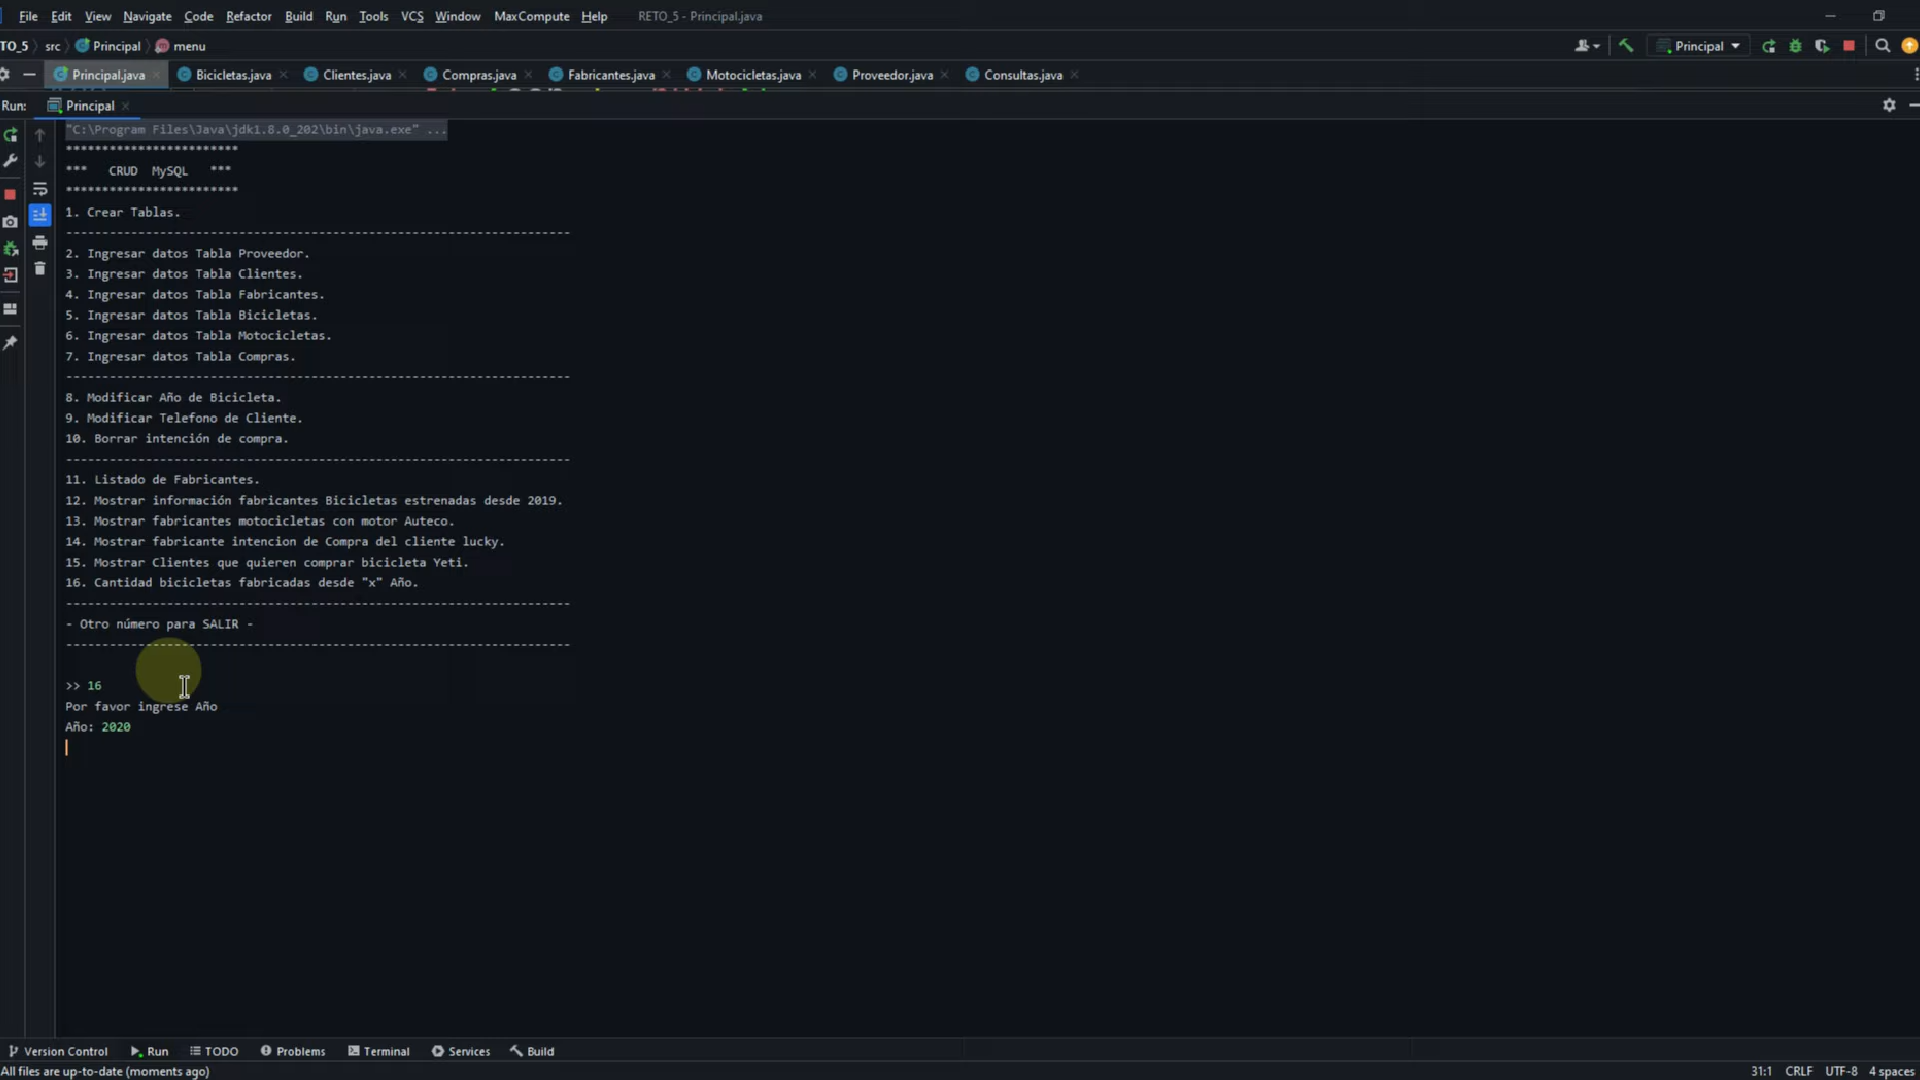 File Edit View Navigate Code Refactor Build Run Tools VCS Window MaxCompute Help RETO_5 - Principal.java
TO_5 src Principal menu Principal
Principal.java Bicicletas.java Clientes.java Compras.java Fabricantes.java Motocicletas.java Proveedor.java Consultas.java
Run: Principal
"C:\Program Files\Java\jdk1.8.0_202\bin\java.exe" ...
************************
*** CRUD MySQL ***
************************
1. Crear Tablas.
----------------------------------------------------------------------
2. Ingresar datos Tabla Proveedor.
3. Ingresar datos Tabla Clientes.
4. Ingresar datos Tabla Fabricantes.
5. Ingresar datos Tabla Bicicletas.
6. Ingresar datos Tabla Motocicletas.
7. Ingresar datos Tabla Compras.
----------------------------------------------------------------------
8. Modificar Año de Bicicleta.
9. Modificar Telefono de Cliente.
10. Borrar intención de compra.
----------------------------------------------------------------------
11. Listado de Fabricantes.
12. Mostrar información fabricantes Bicicletas estrenadas desde 2019.
13. Mostrar fabricantes motocicletas con motor Auteco.
14. Mostrar fabricante intencion de Compra del cliente lucky.
15. Mostrar Clientes que quieren comprar bicicleta Yeti.
16. Cantidad bicicletas fabricadas desde "x" Año.
----------------------------------------------------------------------
- Otro número para SALIR -
----------------------------------------------------------------------
>> 16
Por favor ingrese Año
Año: 2020
Version Control Run TODO Problems Terminal Services Build
All files are up-to-date (moments ago) 31:1 CRLF UTF-8 4 spaces